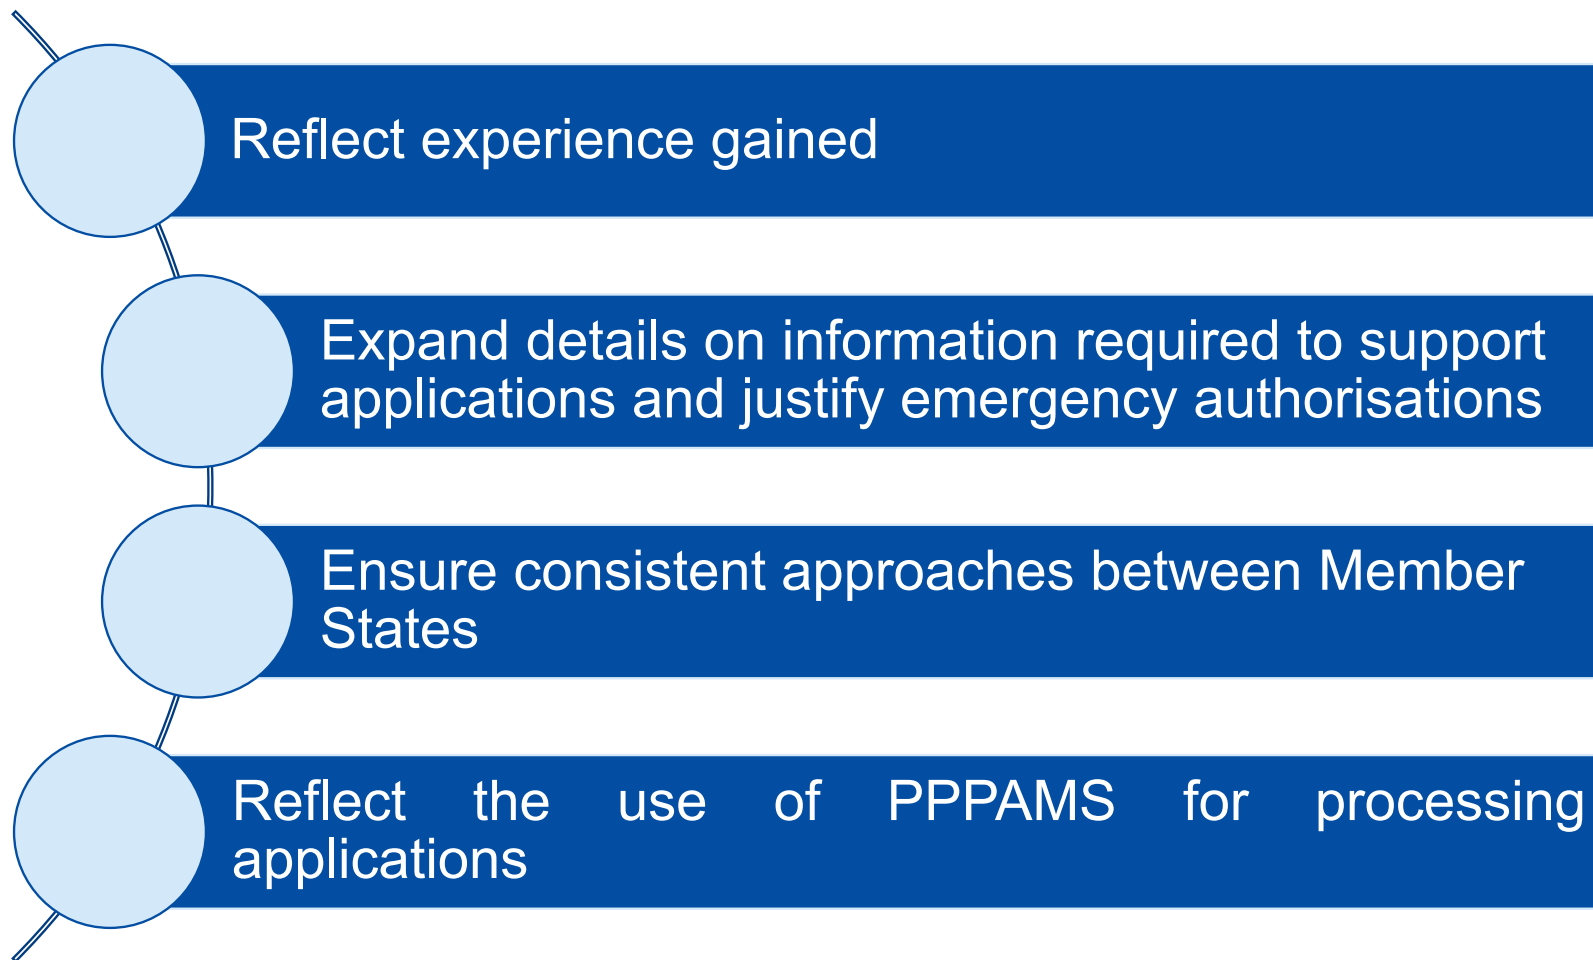 Reflect experience gained
Expand details on information required to support
applications and justify emergency authorisations
Ensure consistent approaches between Member
States
Reflect the use of PPPAMS for processing
applications